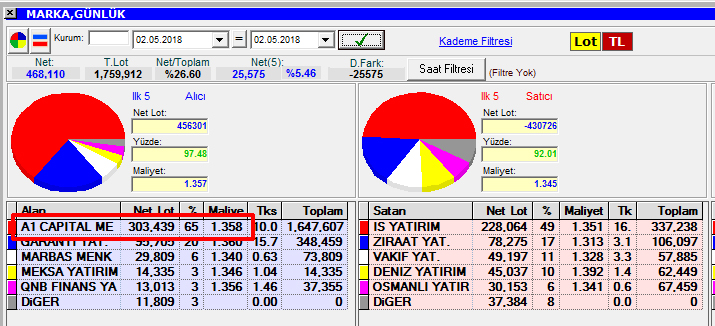 MARKA,GÜNLÜK
Kurum: 02.05.2018 = 02.05.2018 Kademe Filtresi Lot TL
Net: T.Lot Net/Toplam Net(5): D.Fark: Saat Filtresi (Filtre Yok)
468,110 1,759,912 %26.60 25,575 %5.46 -25575
Ilk 5 Alıcı
Net Lot:
456301
Yüzde:
97.48
Maliyet:
1.357
Ilk 5 Satıcı
Net Lot:
-430726
Yüzde:
92.01
Maliyet:
1.345
Alan Net Lot % Maliye Tks Toplam
A1 CAPITAL ME 303,439 65 1.358 10.0 1,647,607
GARANTI YAT. 95,705 20 1.360 15.7 348,459
MARBAS MENK 29,809 6 1.340 0.63 73,809
MEKSA YATIRIM 14,335 3 1.346 1.04 14,335
QNB FINANS YA 13,013 3 1.356 1.46 37,355
DiGER 11,809 3 0.00 0
Satan Net Lot % Maliyet Tk Toplam
IS YATIRIM 228,064 49 1.351 16. 337,238
ZIRAAT YAT. 78,275 17 1.313 3.1 106,097
VAKIF YAT. 49,197 11 1.328 3.3 57,885
DENIZ YATIRIM 45,037 10 1.392 1.4 62,449
OSMANLI YATIR 30,153 6 1.341 0.6 67,459
DiGER 37,384 8 0.00 0